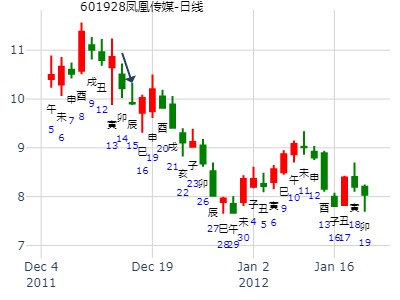 601928凤凰传媒-日线
11
10
9
8
7
午
5
未
6
申
7
酉
8
戌
9
丑
12
寅
13
卯
14
辰
15
巳
16
申
19
酉
20
戌
21
亥
22
子
23
卯
26
辰
27
巳
28
午
29
未
30
子
4
丑
5
寅
6
巳
9
午
10
未
11
申
12
酉
13
子
16
丑
17
寅
18
卯
19
Dec 4
2011
Dec 19
Jan 2
2012
Jan 16